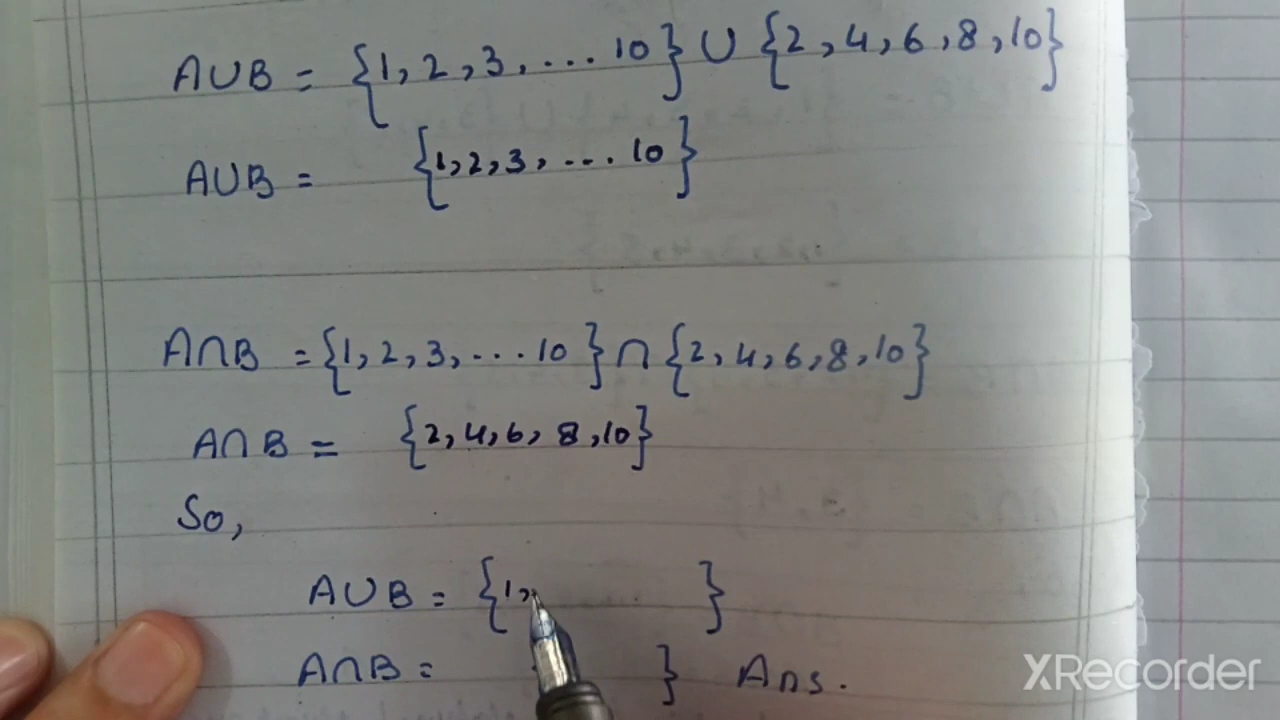 A∪B = {1, 2, 3, ... 10} ∪ {2, 4, 6, 8, 10}
A∪B = {1, 2, 3, ... 10}
A∩B = {1, 2, 3, ... 10} ∩ {2, 4, 6, 8, 10}
A∩B = {2, 4, 6, 8, 10}
So,
A∪B = {1, }
A∩B = } Ans.
XRecorder